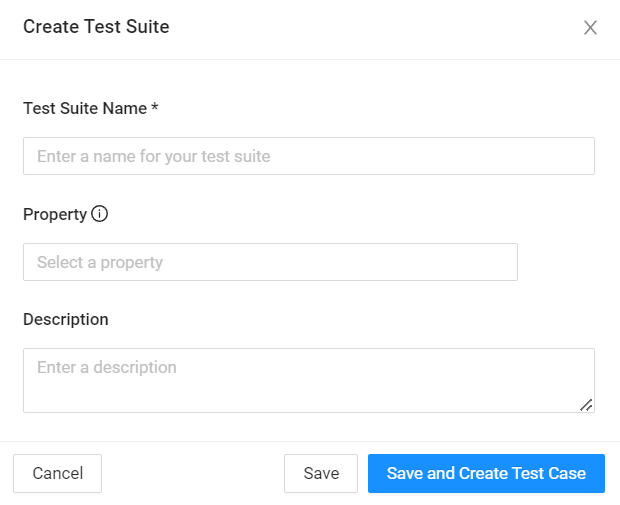 Create Test Suite
Test Suite Name *
Enter a name for your test suite
Property
Select a property
Description
Enter a description
Cancel
Save
Save and Create Test Case